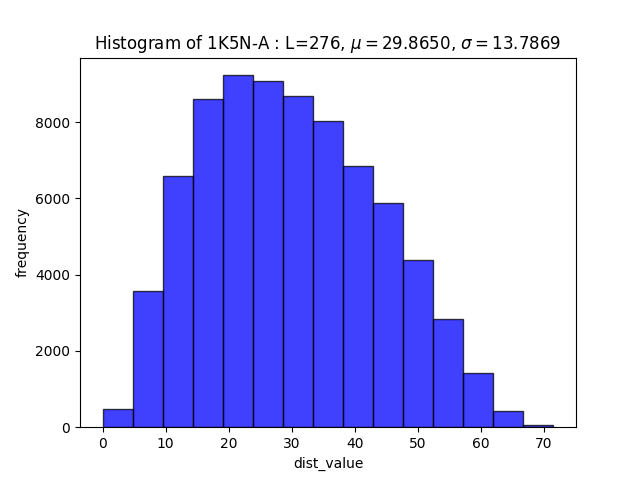 Histogram of 1K5N-A : L=276, μ = 29.8650, σ = 13.7869
8000
6000
4000
2000
0
frequency
0 10 20 30 40 50 60 70
dist_value